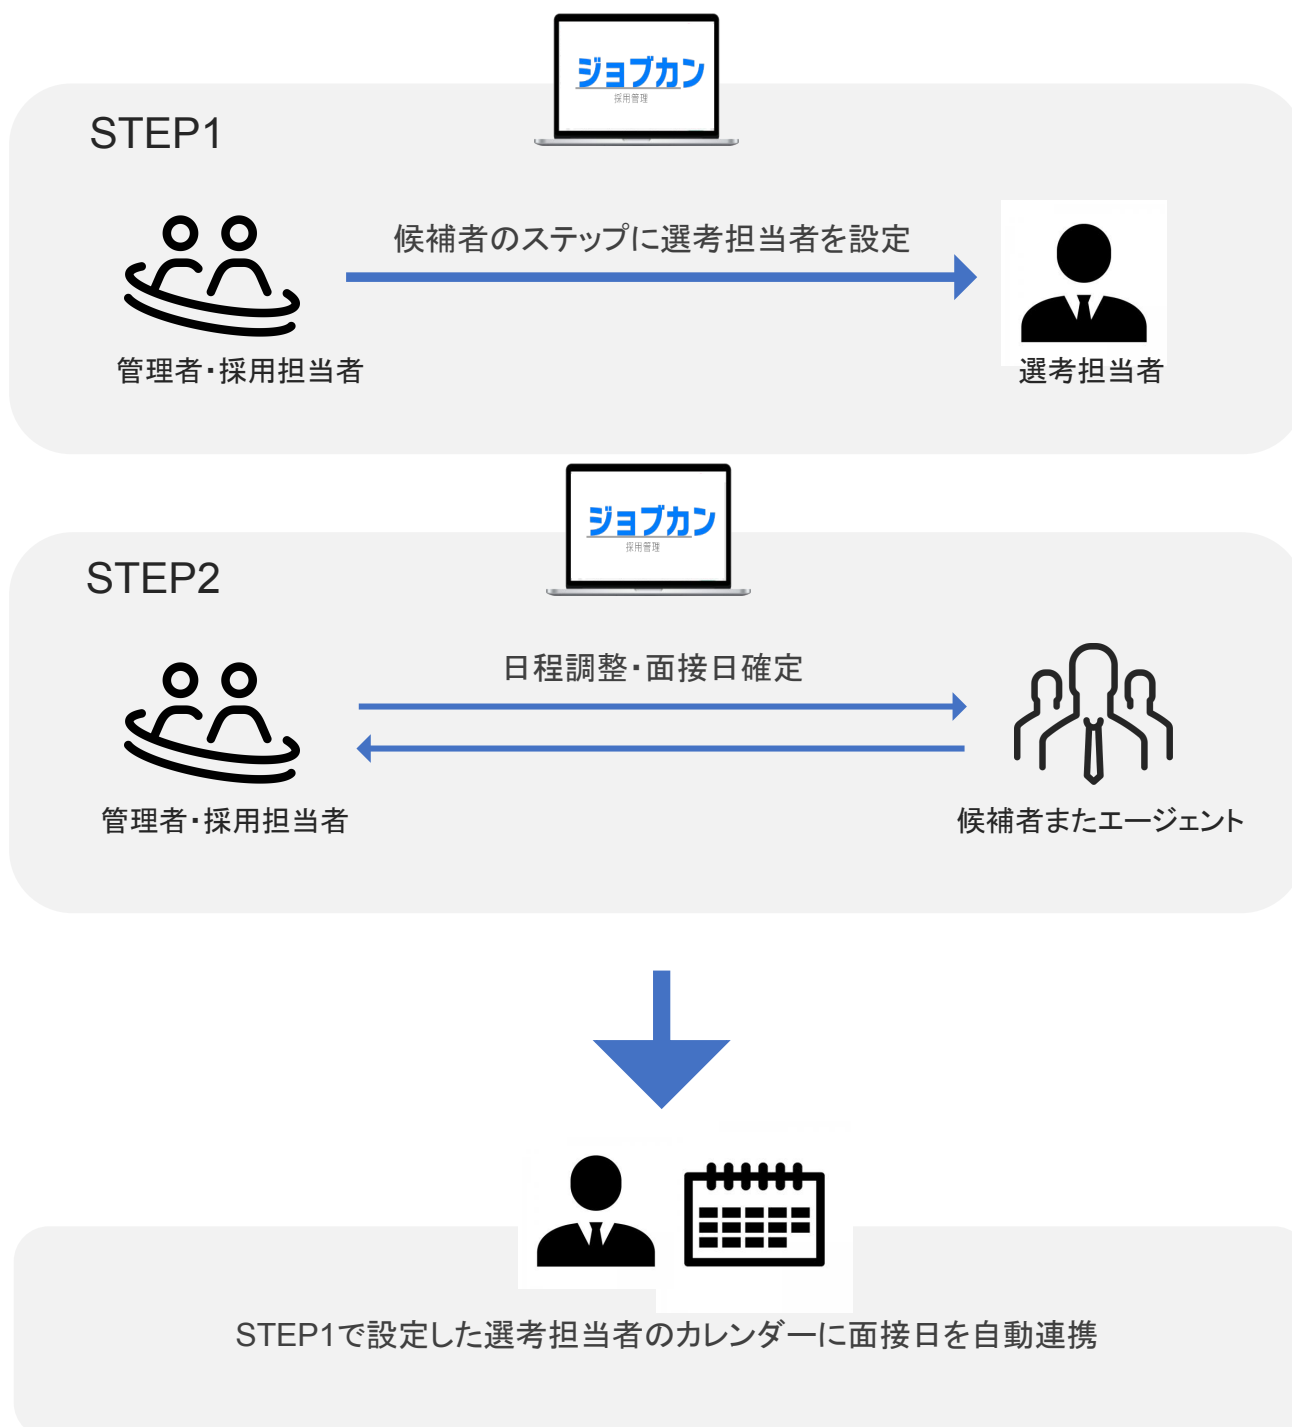 ジョブカン
採用管理
STEP1
候補者のステップに選考担当者を設定
管理者・採用担当者
選考担当者
ジョブカン
採用管理
STEP2
日程調整・面接日確定
管理者・採用担当者
候補者またエージェント
STEP1で設定した選考担当者のカレンダーに面接日を自動連携